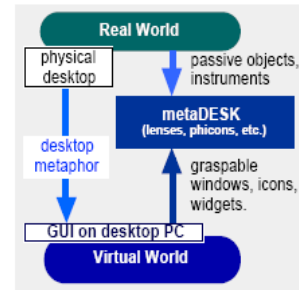 Real World
physical
desktop
passive objects,
instruments
metaDESK
(lenses, phicons, etc.)
desktop
metaphor
graspable
windows, icons,
widgets.
GUI on desktop PC
Virtual World